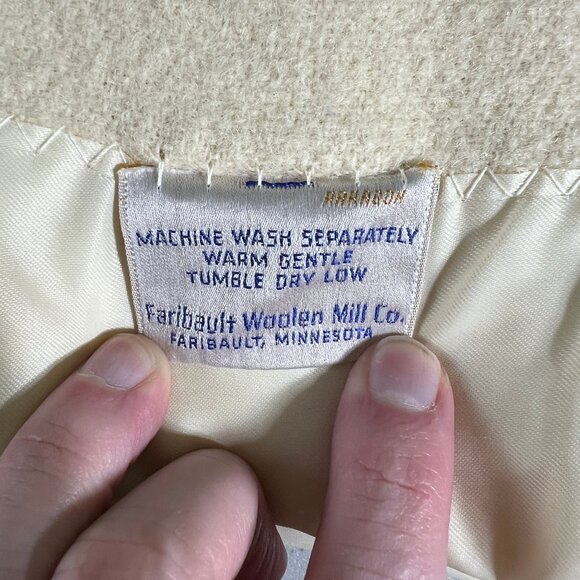 MACHINE WASH SEPARATELY
WARM GENTLE
TUMBLE DRY LOW
Faribault Woolen Mill Co.
FARIBAULT, MINNESOTA